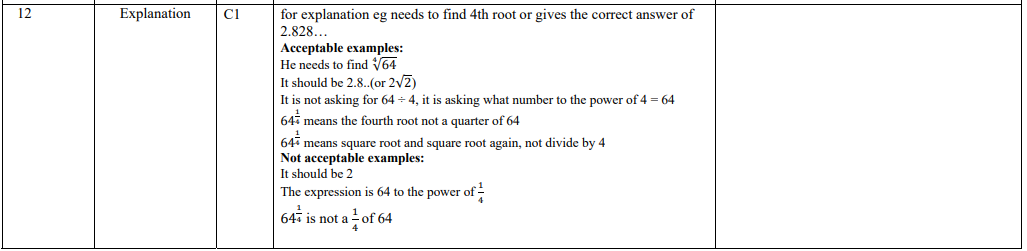 12 Explanation C1 for explanation eg needs to find 4th root or gives the correct answer of
2.828…
Acceptable examples:
He needs to find ∜64
It should be 2.8..(or 2√2)
It is not asking for 64 ÷ 4, it is asking what number to the power of 4 = 64
64^(1/4) means the fourth root not a quarter of 64
64^(1/4) means square root and square root again, not divide by 4
Not acceptable examples:
It should be 2
The expression is 64 to the power of 1/4
64^(1/4) is not a 1/4 of 64